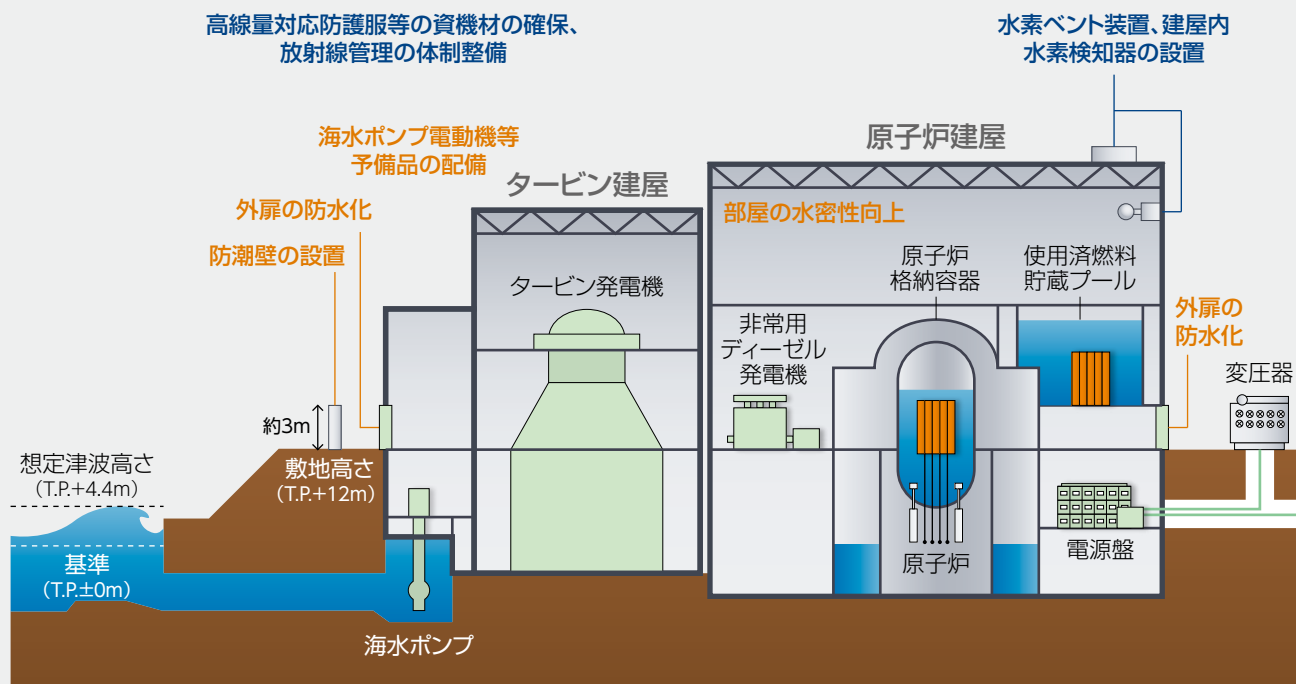 高線量対応防護服等の資機材の確保、
放射線管理の体制整備
水素ベント装置、建屋内
水素検知器の設置
海水ポンプ電動機等
予備品の配備
原子炉建屋
タービン建屋
外扉の防水化
部屋の水密性向上
防潮壁の設置
原子炉
格納容器
使用済燃料
貯蔵プール
タービン発電機
外扉の
防水化
非常用
ディーゼル
発電機
変圧器
約3m
想定津波高さ
(T.P.+4.4m)
敷地高さ
(T.P.+12m)
基準
(T.P.±0m)
原子炉
電源盤
海水ポンプ